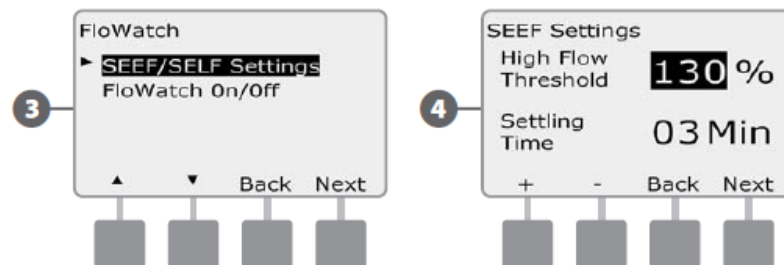 3
FloWatch
► SEEF/SELF Settings
FloWatch On/Off
▲ ▼ Back Next
4
SEEF Settings
High Flow
Threshold
130 %
Settling
Time
03 Min
+ - Back Next